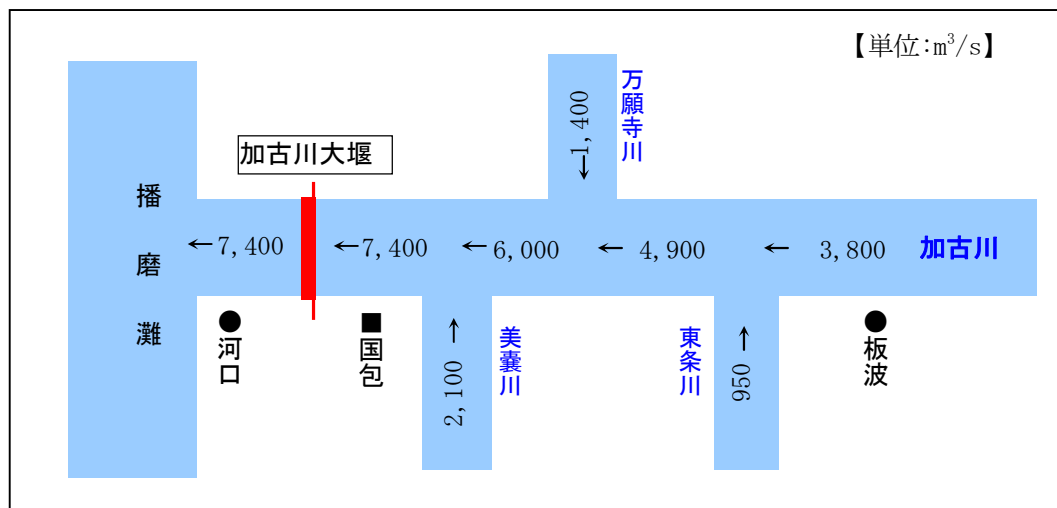 【単位:m³/s】
万願寺川
1,400
↓
加古川大堰
播磨灘
←7,400
←7,400
←6,000
←4,900
←3,800
加古川
●河口
■国包
2,100→
美嚢川
東条川
950→
●板波